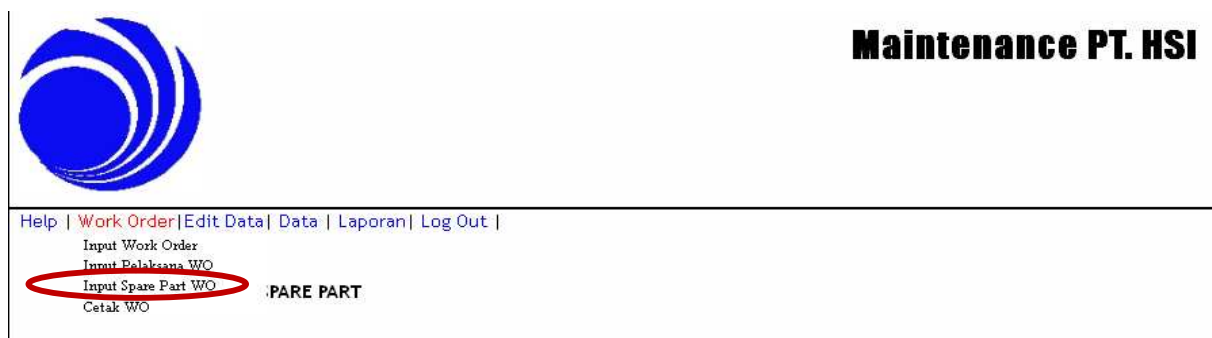 Maintenance PT. HSI
Help | Work Order|Edit Data| Data | Laporan| Log Out |
Input Work Order
Input Pelaksana WO
Input Spare Part WO
PARE PART
Cetak WO